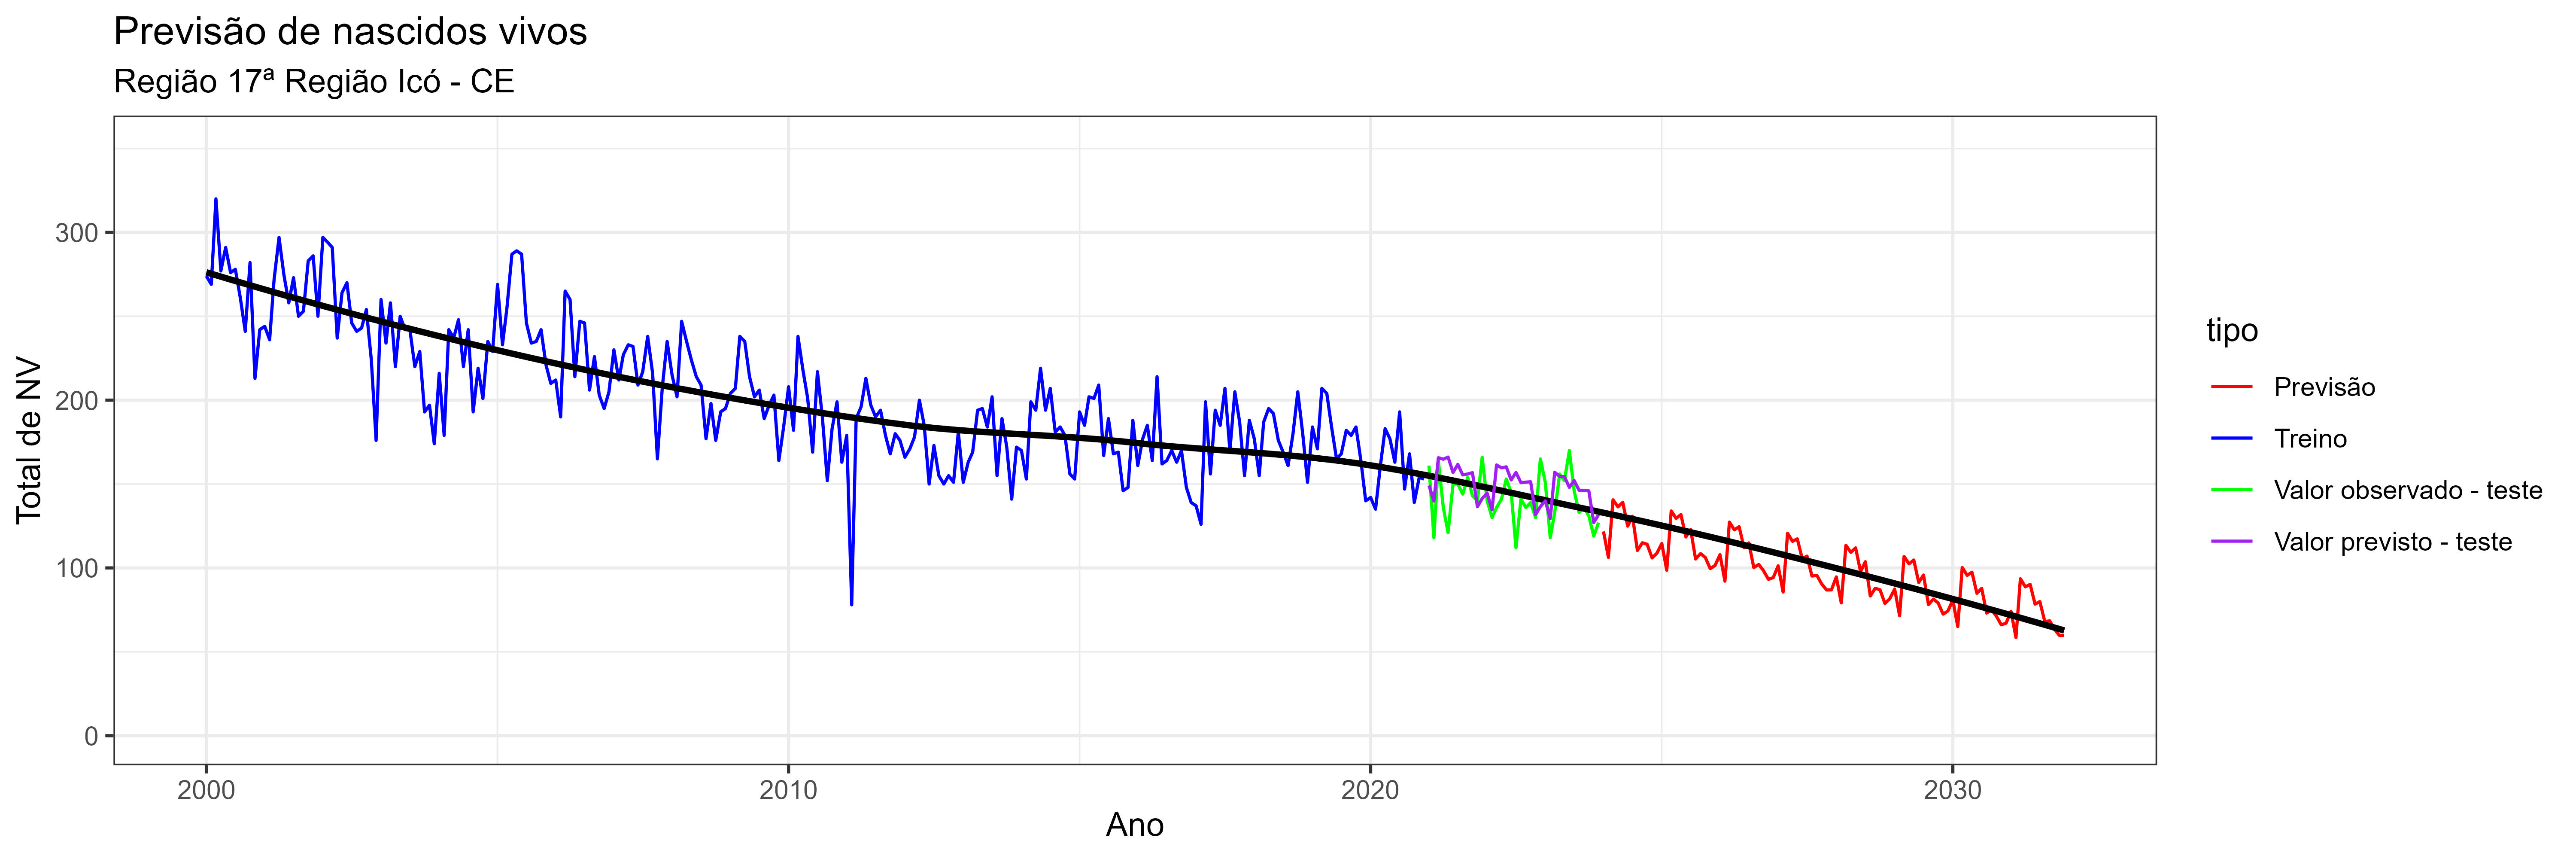 Previsão de nascidos vivos
Região 17ª Região Icó - CE
Total de NV
300
200
100
0
2000
2010
2020
2030
Ano
tipo
Previsão
Treino
Valor observado - teste
Valor previsto - teste